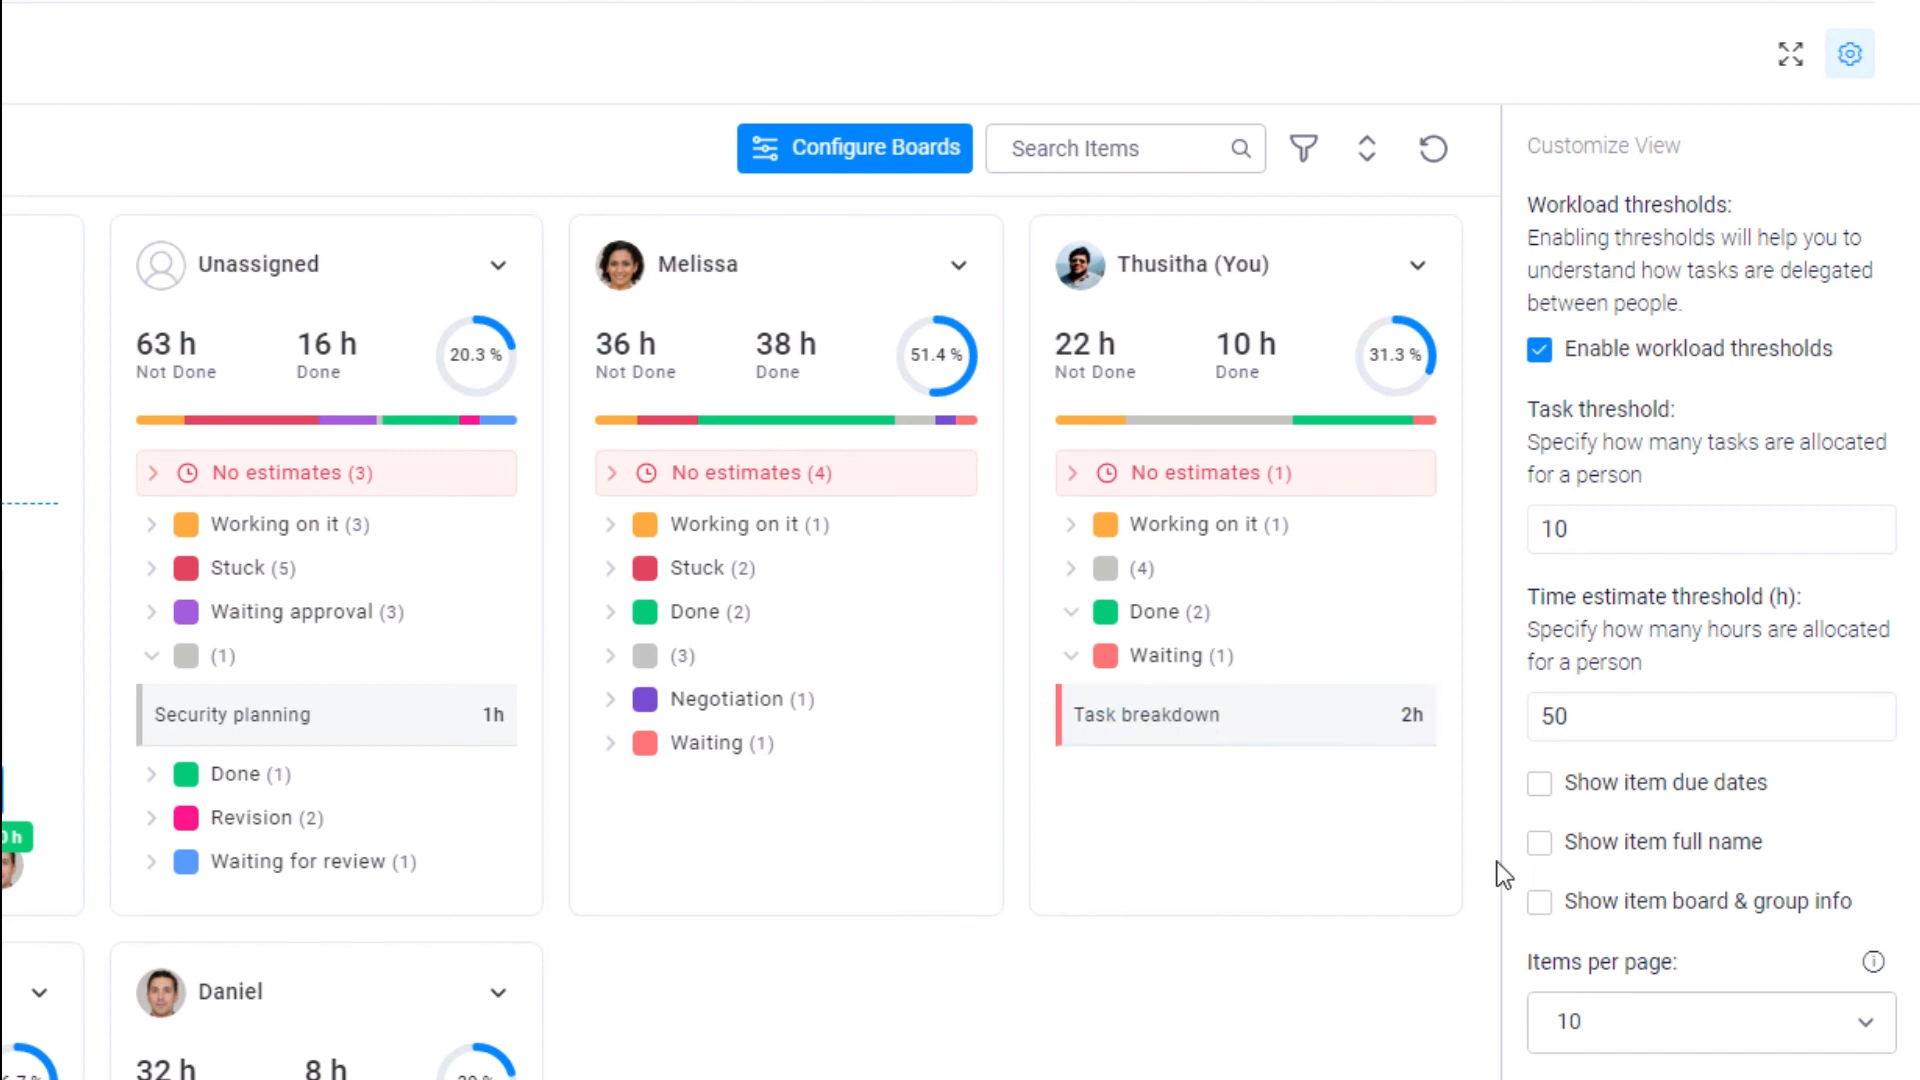 Configure Boards
Search Items
Customize View
Workload thresholds:
Enabling thresholds will help you to
understand how tasks are delegated
between people.
Enable workload thresholds
Task threshold:
Specify how many tasks are allocated
for a person
10
Time estimate threshold (h):
Specify how many hours are allocated
for a person
50
Show item due dates
Show item full name
Show item board & group info
Items per page:
10
Unassigned
63 h
Not Done
16 h
Done
20.3 %
No estimates (3)
Working on it (3)
Stuck (5)
Waiting approval (3)
(1)
Security planning 1h
Done (1)
Revision (2)
Waiting for review (1)
Melissa
36 h
Not Done
38 h
Done
51.4 %
No estimates (4)
Working on it (1)
Stuck (2)
Done (2)
(3)
Negotiation (1)
Waiting (1)
Thusitha (You)
22 h
Not Done
10 h
Done
31.3 %
No estimates (1)
Working on it (1)
(4)
Done (2)
Waiting (1)
Task breakdown 2h
Daniel
32 h
8 h